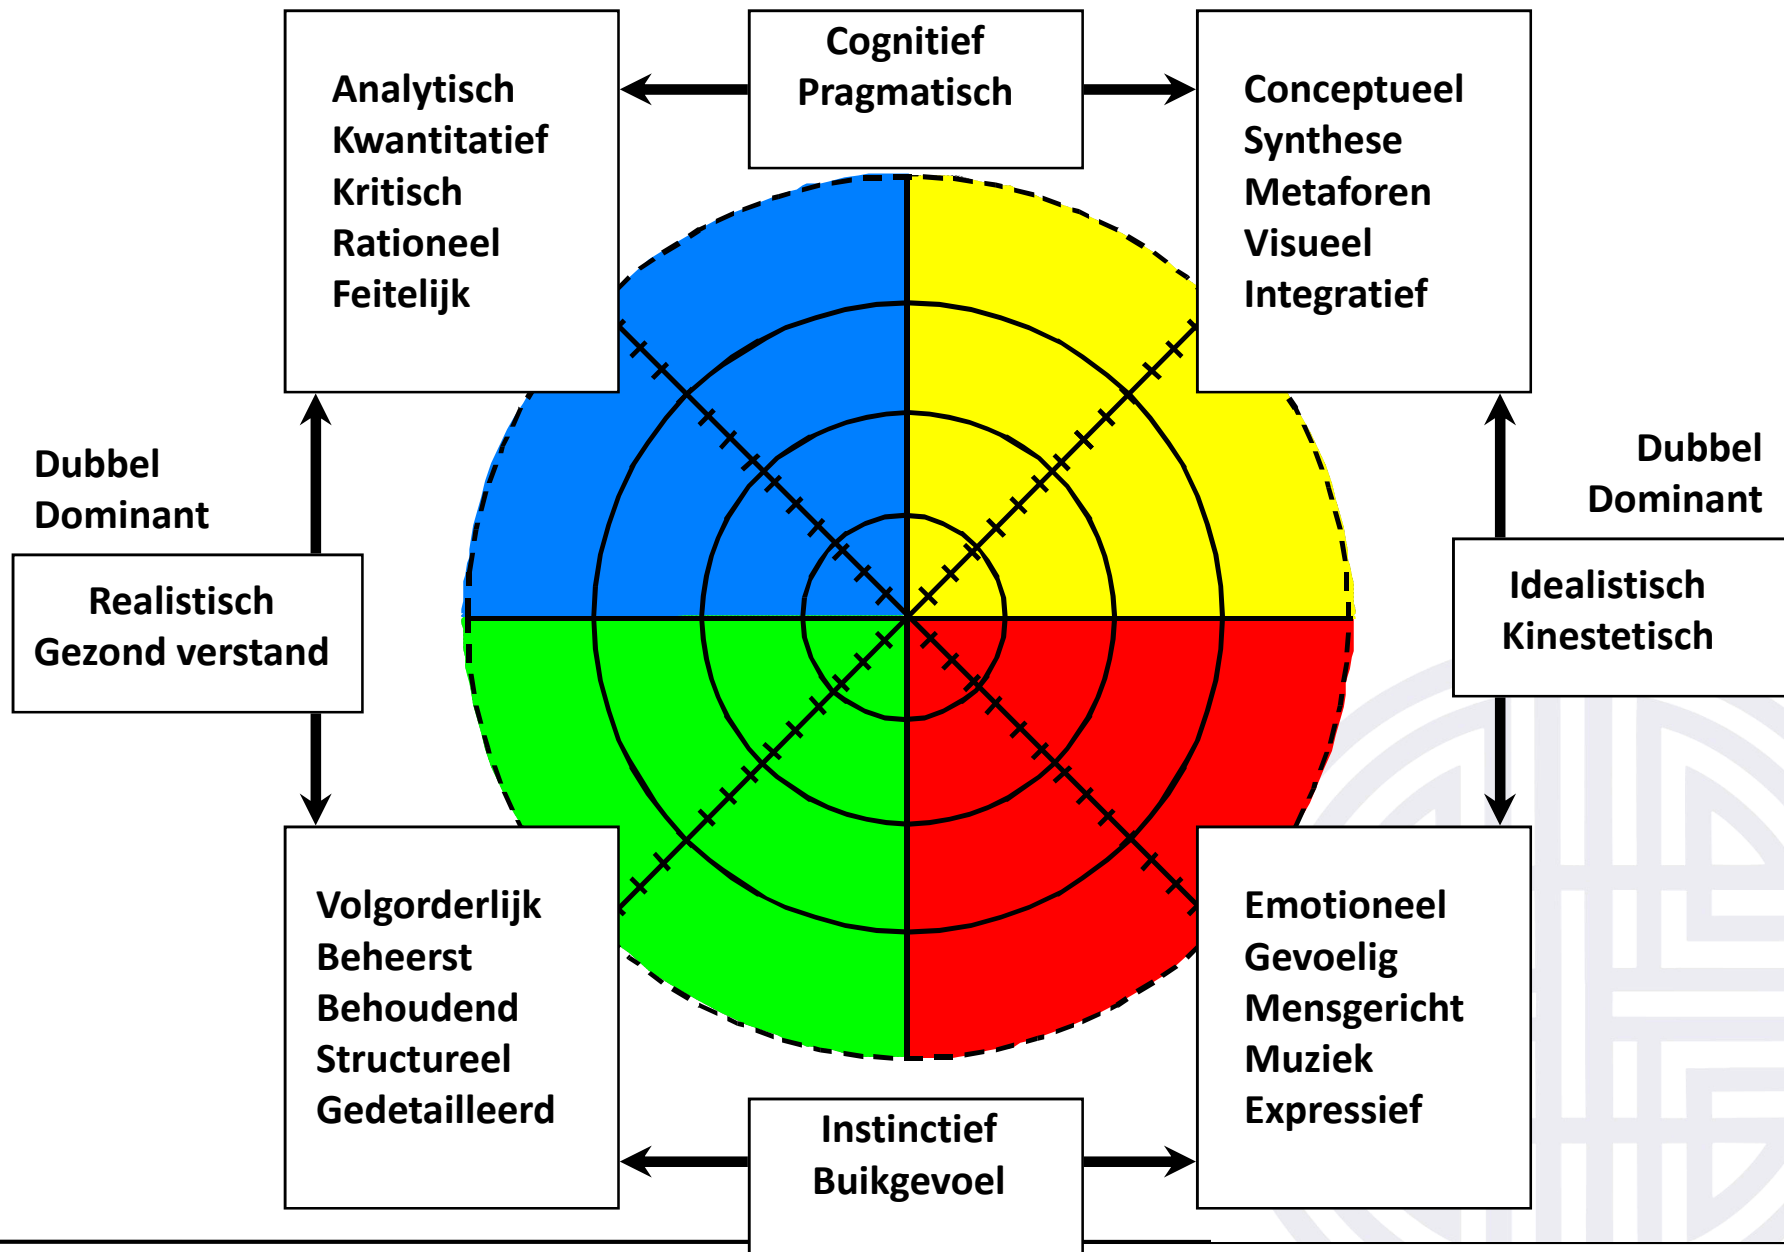 Cognitief
Pragmatisch
Analytisch
Kwantitatief
Kritisch
Rationeel
Feitelijk
Conceptueel
Synthese
Metaforen
Visueel
Integratief
Dubbel
Dominant
Dubbel
Dominant
Realistisch
Gezond verstand
Idealistisch
Kinestetisch
Volgorderlijk
Beheerst
Behoudend
Structureel
Gedetailleerd
Emotioneel
Gevoelig
Mensgericht
Muziek
Expressief
Instinctief
Buikgevoel